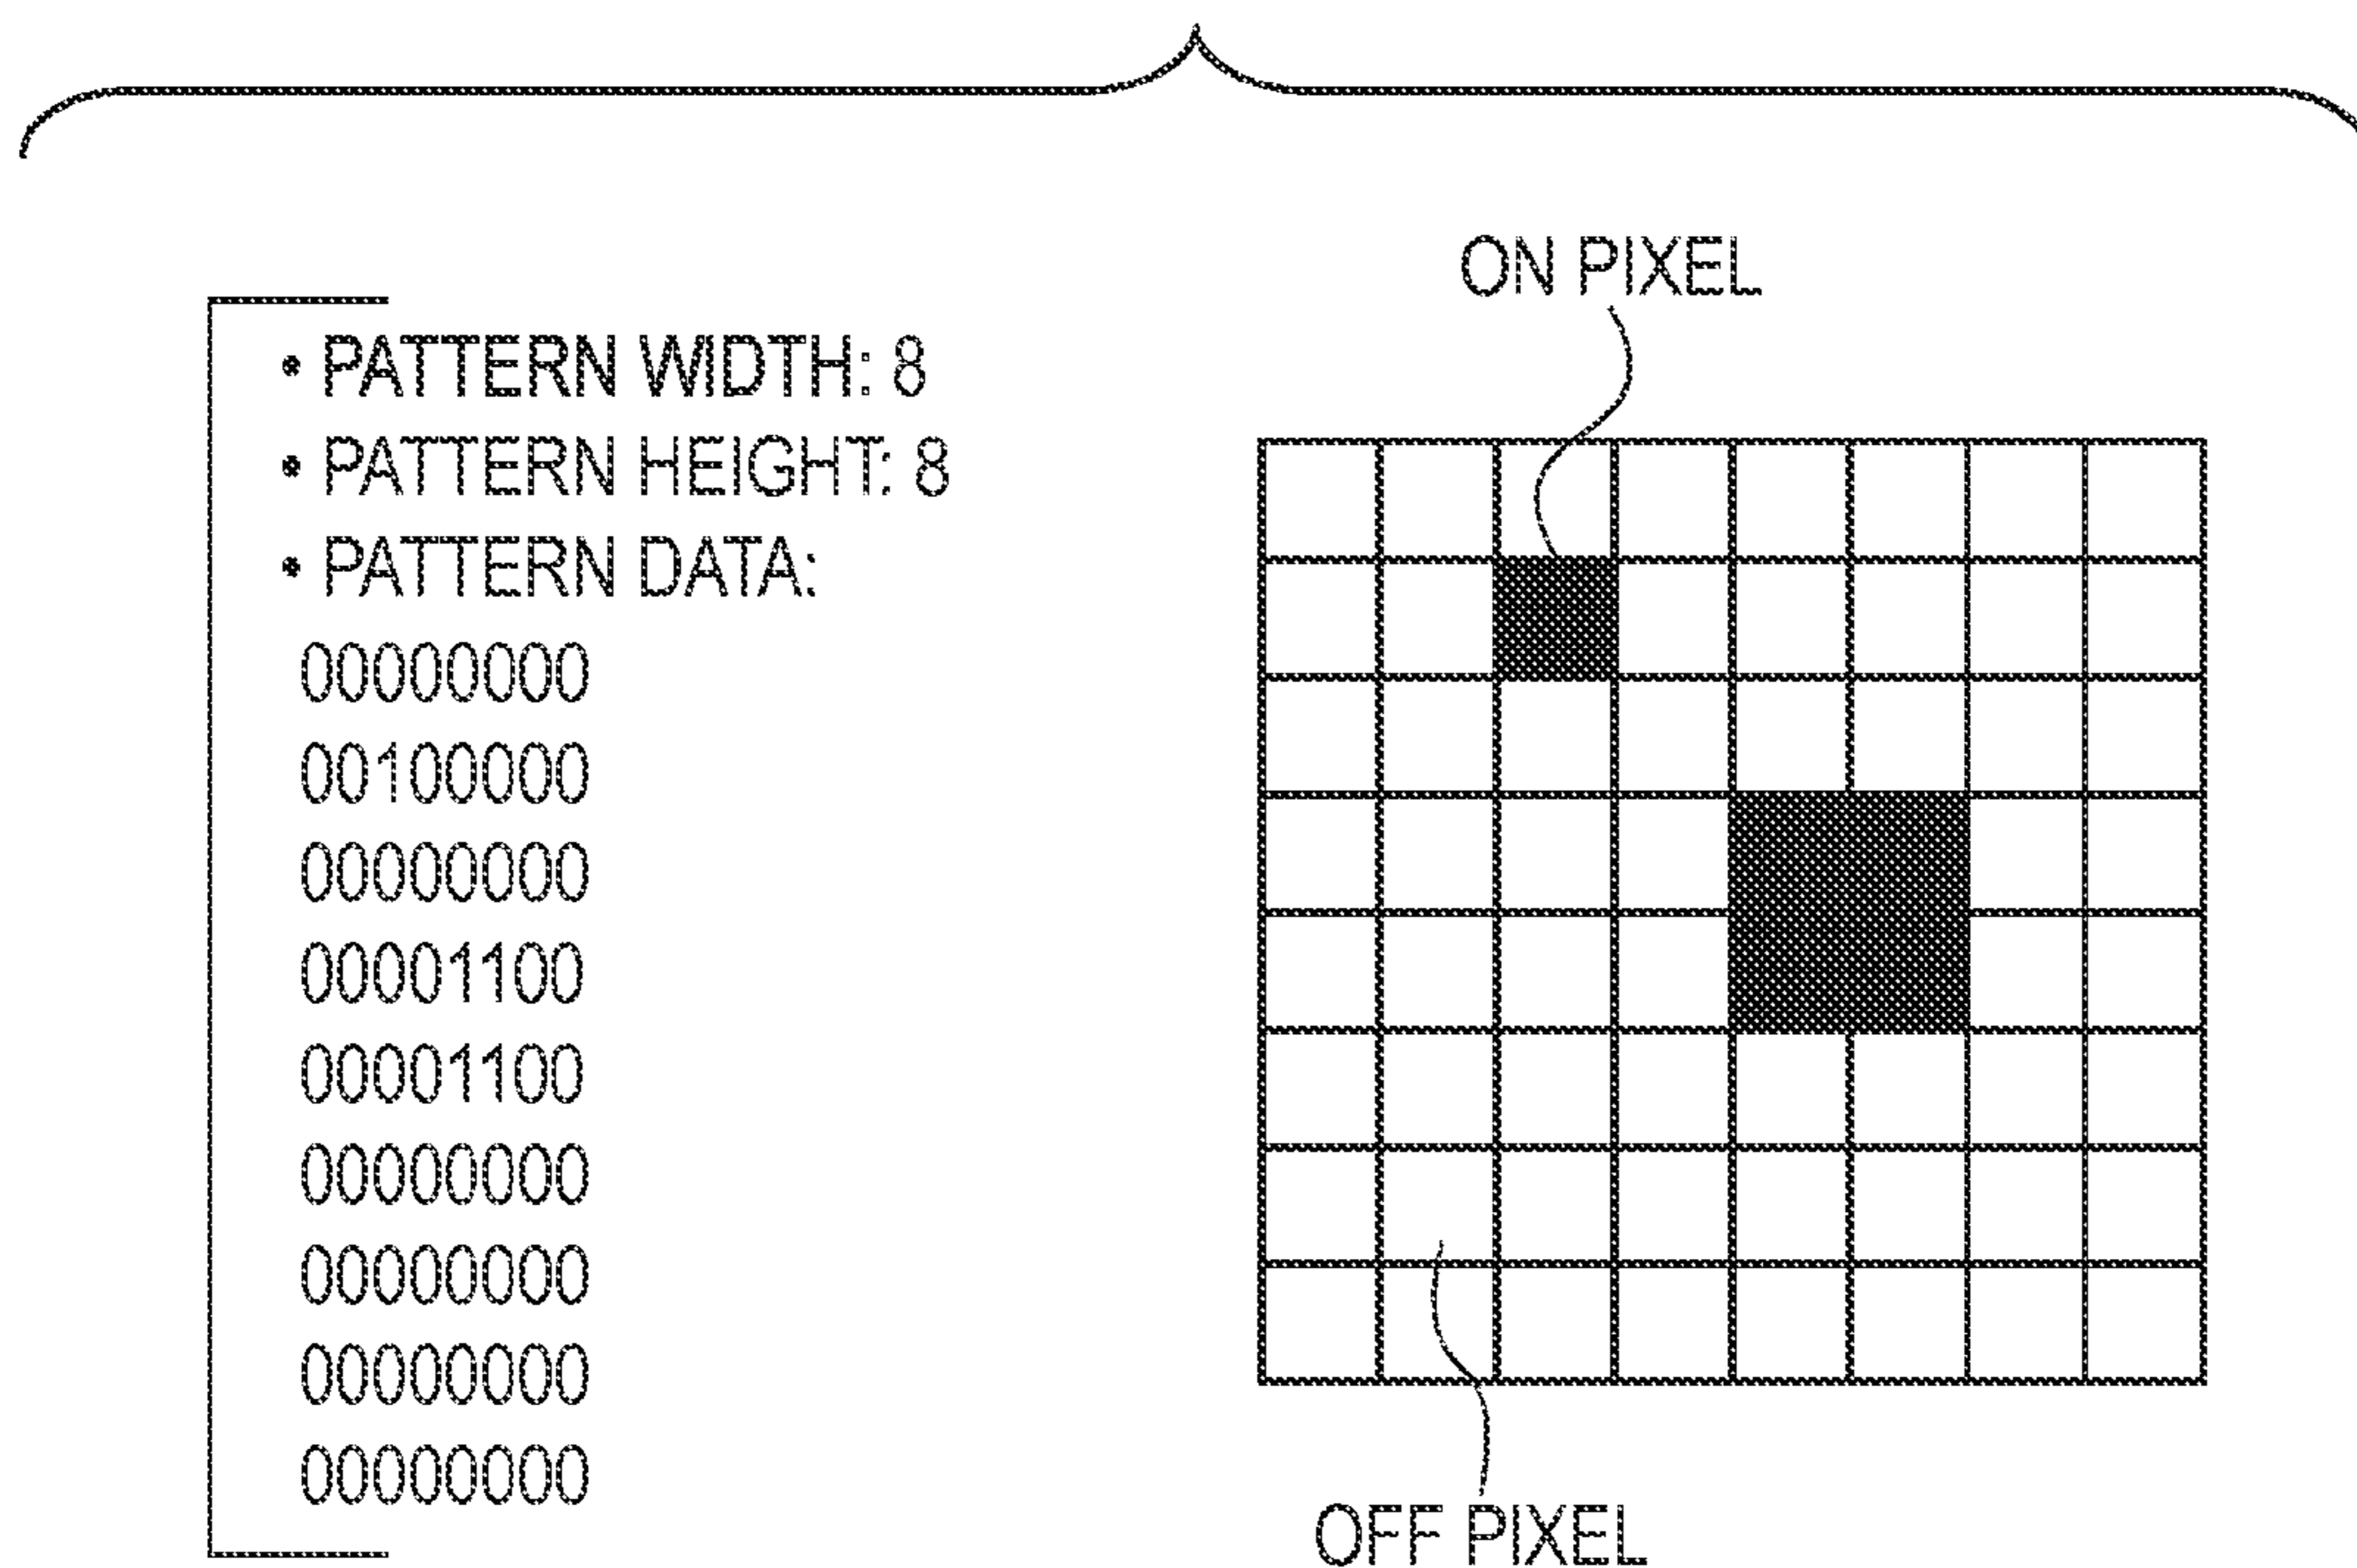 ON PIXEL
• PATTERN WIDTH: 8
• PATTERN HEIGHT: 8
• PATTERN DATA:
00000000
00100000
00000000
00001100
00001100
00000000
00000000
00000000
00000000
OFF PIXEL